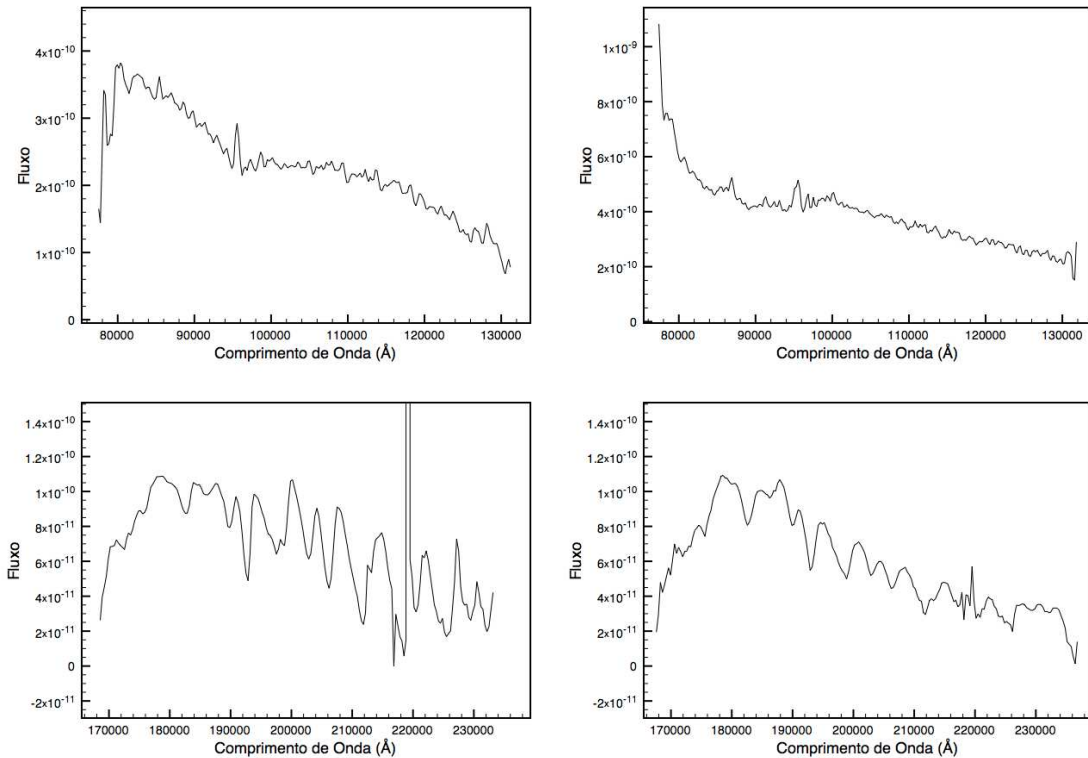 4x10-10
3x10-10
2x10-10
1x10-10
0
Fluxo
80000 90000 100000 110000 120000 130000
Comprimento de Onda (Å)
1x10-9
8x10-10
6x10-10
4x10-10
2x10-10
0
Fluxo
80000 90000 100000 110000 120000 130000
Comprimento de Onda (Å)
1.4x10-10
1.2x10-10
1x10-10
8x10-11
6x10-11
4x10-11
2x10-11
0
-2x10-11
Fluxo
170000 180000 190000 200000 210000 220000 230000
Comprimento de Onda (Å)
1.4x10-10
1.2x10-10
1x10-10
8x10-11
6x10-11
4x10-11
2x10-11
0
-2x10-11
Fluxo
170000 180000 190000 200000 210000 220000 230000
Comprimento de Onda (Å)